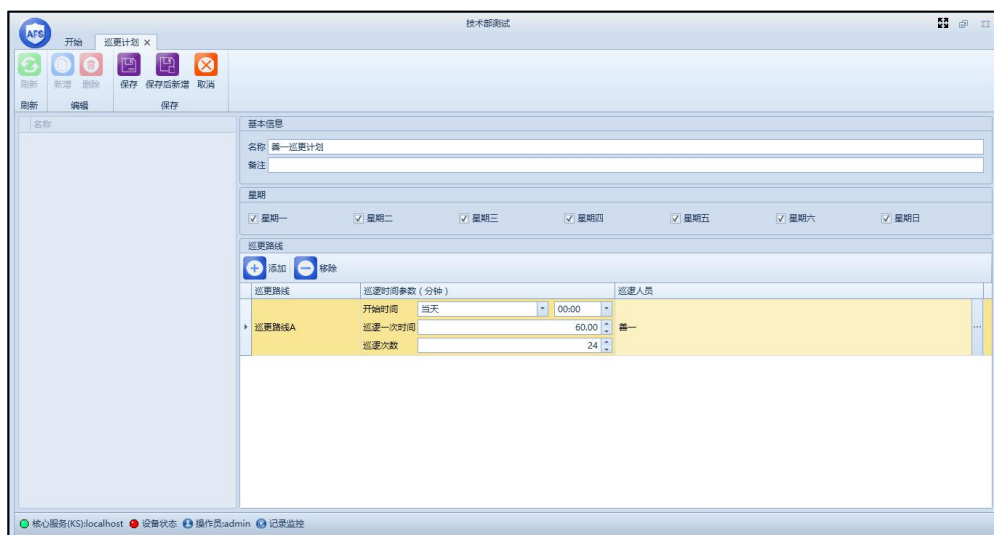 技术部测试
AFS
开始 巡更计划
刷新 新增 删除 保存 保存后新增 取消
刷新 编辑 保存
名称
基本信息
名称 善一巡更计划
备注
星期
星期一 星期二 星期三 星期四 星期五 星期六 星期日
巡更路线
添加 移除
巡更路线 巡逻时间参数（分钟） 巡逻人员
开始时间 当天 00:00
巡更路线A 巡逻一次时间 60.00 善一
巡逻次数 24
核心服务(KS):localhost 设备状态 操作员:admin 记录监控